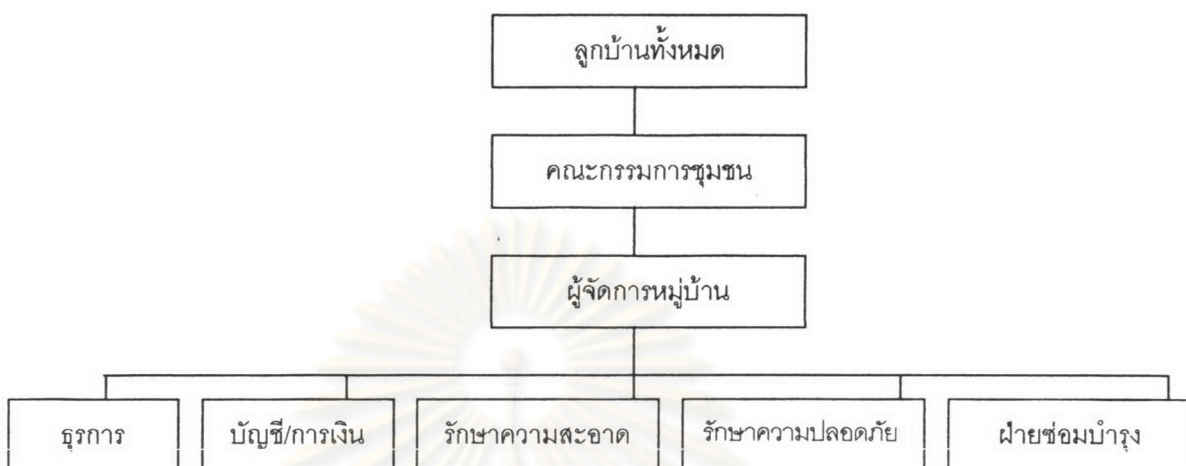 ลูกบ้านทั้งหมด
คณะกรรมการชุมชน
ผู้จัดการหมู่บ้าน
ธุรการ
บัญชี/การเงิน
รักษาความสะอาด
รักษาความปลอดภัย
ฝ่ายซ่อมบำรุง